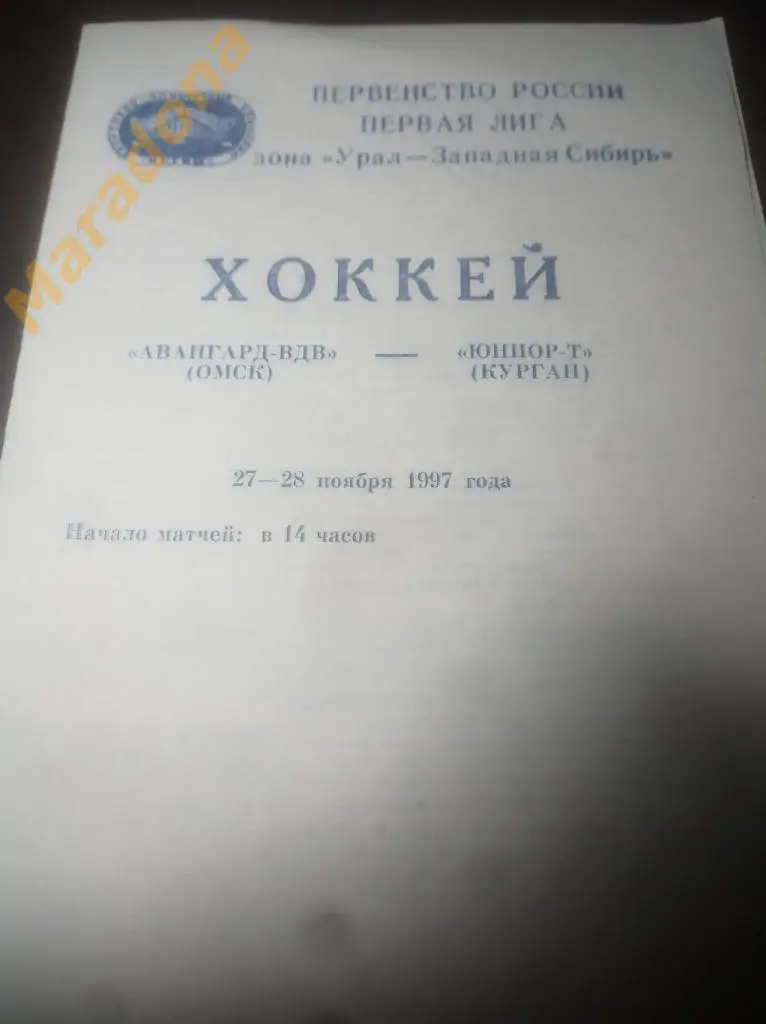 Maradona
ПЕРВЕНСТВО РОССИИ
ПЕРВАЯ ЛИГА
зона «Урал—Западная Сибирь»
ХОККЕЙ
«АВАНГАРД-ВДВ» — «ЮНИОР-Т»
(ОМСК) (КУРГАН)
27—28 ноября 1997 года
Начало матчей: в 14 часов